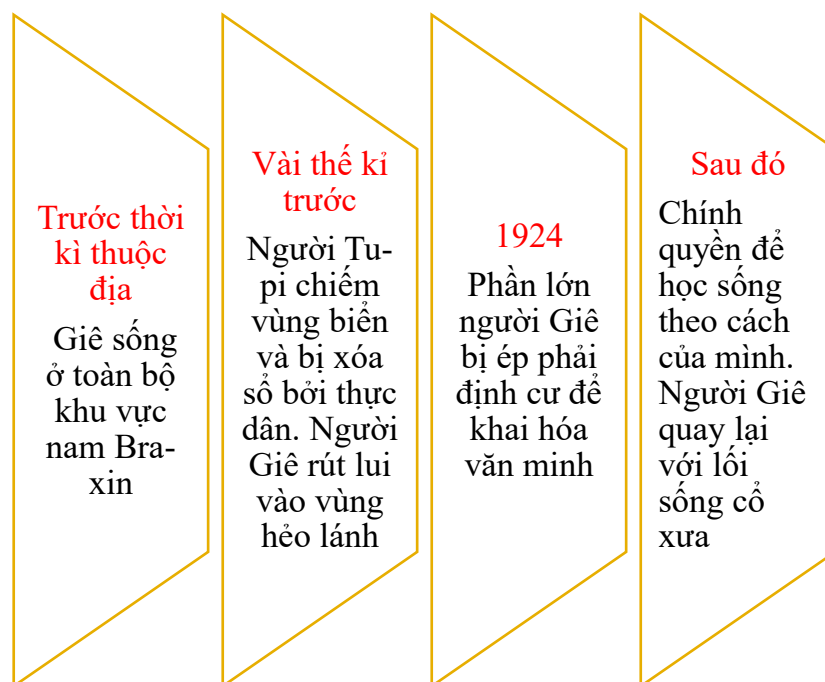 Trước thời
kì thuộc
địa
Giê sống
ở toàn bộ
khu vực
nam Bra-
xin
Vài thế kỉ
trước
Người Tu-
pi chiếm
vùng biển
và bị xóa
sổ bởi thực
dân. Người
Giê rút lui
vào vùng
hẻo lánh
1924
Phần lớn
người Giê
bị ép phải
định cư để
khai hóa
văn minh
Sau đó
Chính
quyền để
học sống
theo cách
của mình.
Người Giê
quay lại
với lối
sống cổ
xưa